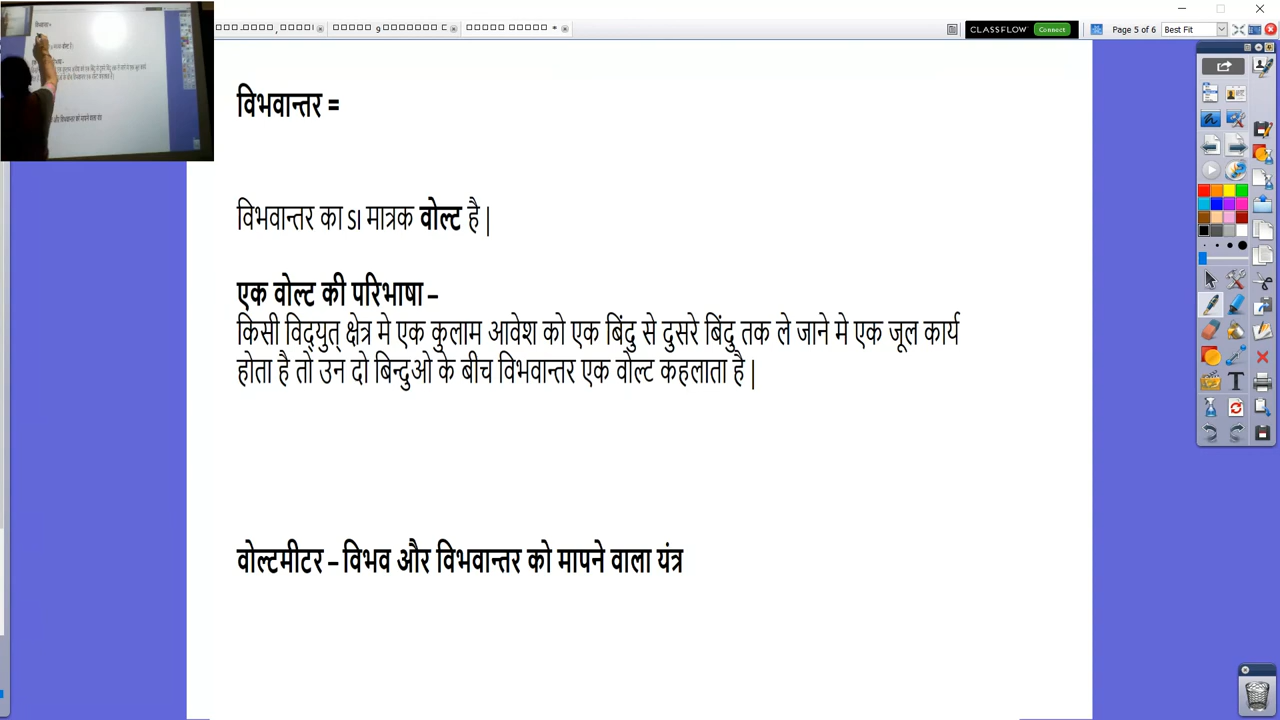 CLASSFLOW Connect
Page 5 of 6
Best Fit
विभवान्तर =
विभवान्तर का SI मात्रक वोल्ट है |
एक वोल्ट की परिभाषा –
किसी विद्युत् क्षेत्र मे एक कुलाम आवेश को एक बिंदु से दुसरे बिंदु तक ले जाने मे एक जूल कार्य
होता है तो उन दो बिन्दुओ के बीच विभवान्तर एक वोल्ट कहलाता है |
वोल्टमीटर – विभव और विभवान्तर को मापने वाला यंत्र